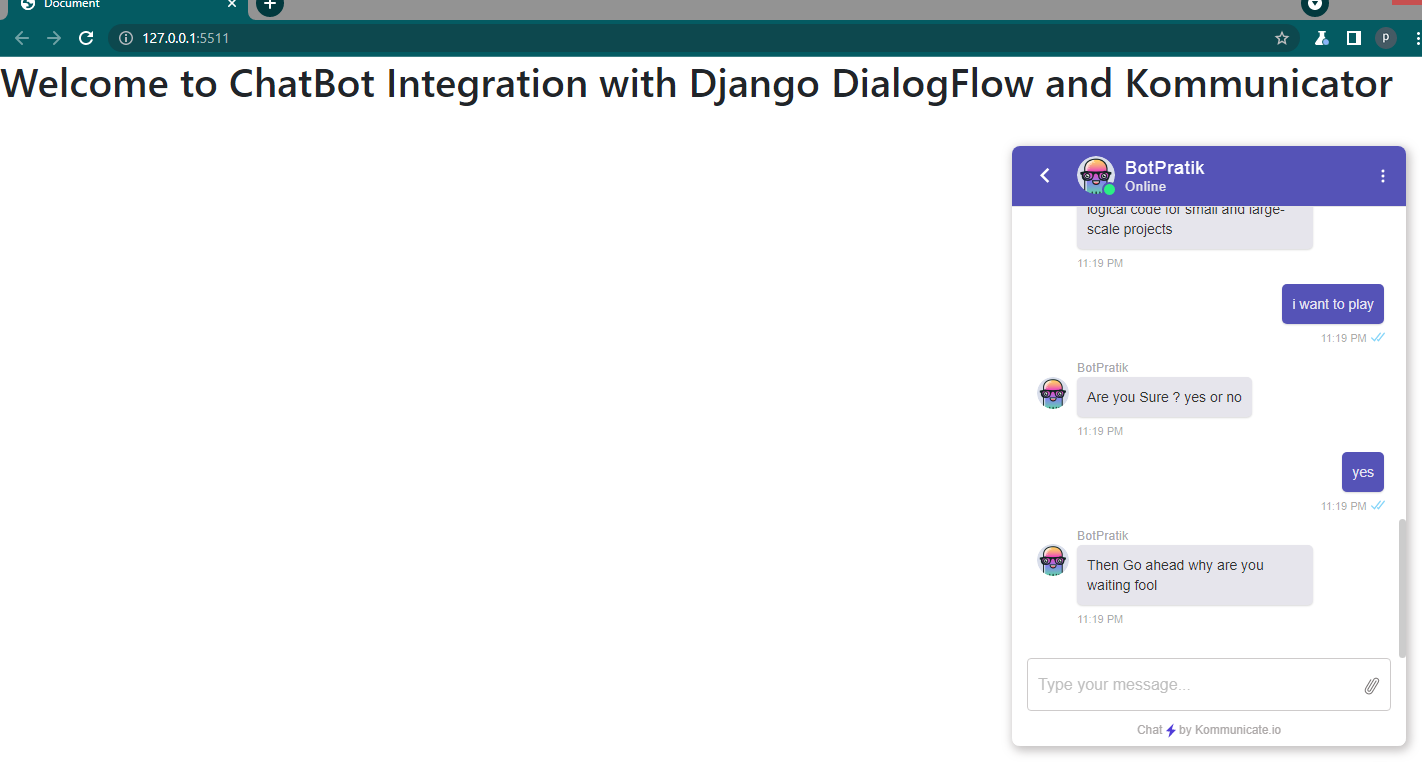 Document
127.0.0.1:5511
p
Welcome to ChatBot Integration with Django DialogFlow and Kommunicator
BotPratik
Online
logical code for small and large-
scale projects
11:19 PM
i want to play
11:19 PM
BotPratik
Are you Sure ? yes or no
11:19 PM
yes
11:19 PM
BotPratik
Then Go ahead why are you
waiting fool
11:19 PM
Type your message...
Chat by Kommunicate.io